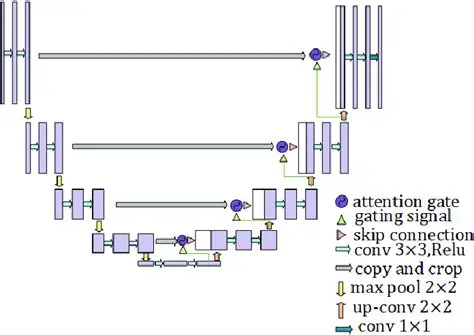 attention gate
gating signal
skip connection
conv 3×3,Relu
copy and crop
max pool 2×2
up-conv 2×2
conv 1×1